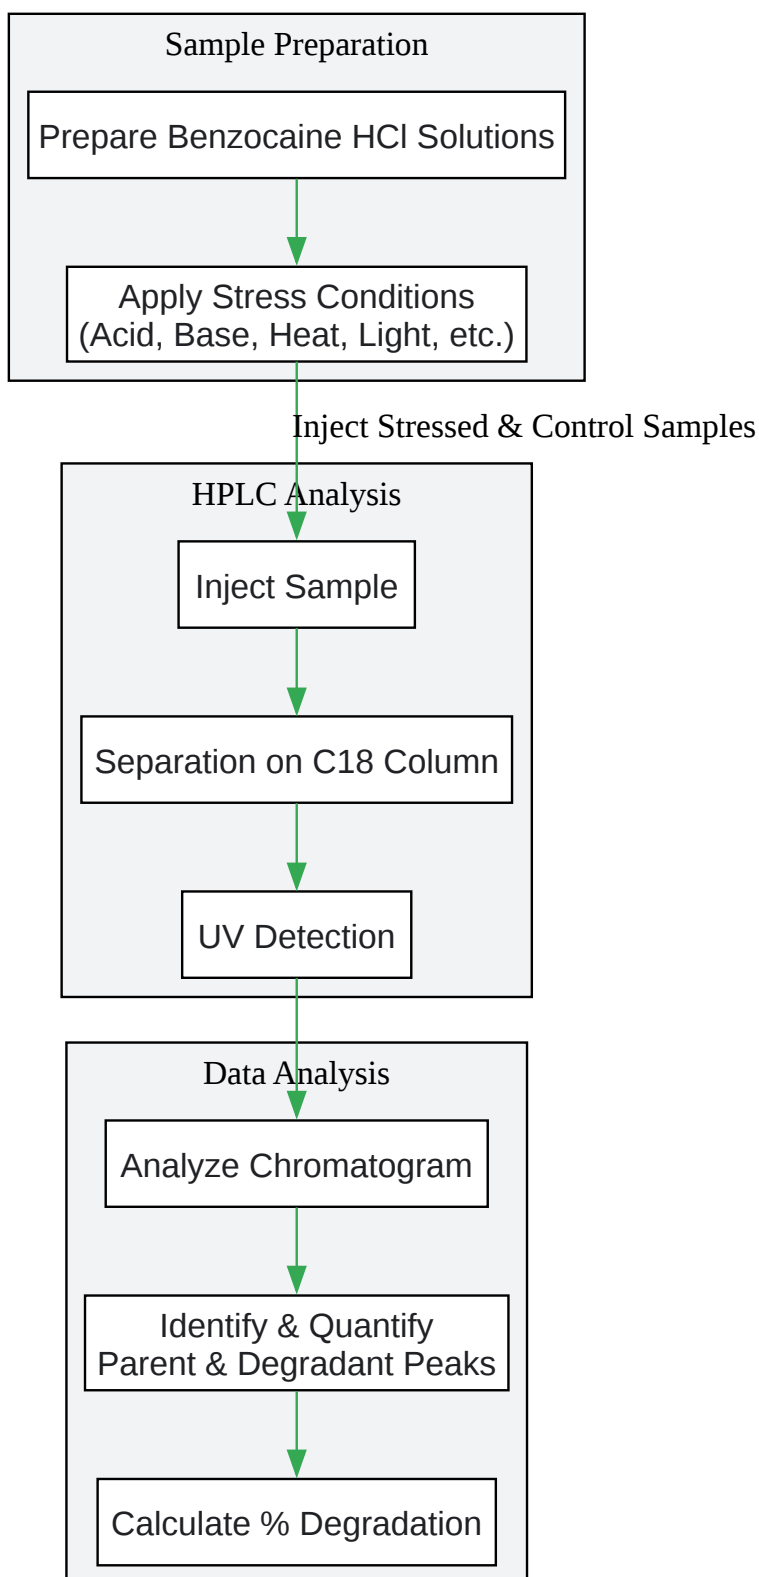 Sample Preparation
Prepare Benzocaine HCl Solutions
Apply Stress Conditions
(Acid, Base, Heat, Light, etc.)
Inject Stressed & Control Samples
HPLC Analysis
Inject Sample
Separation on C18 Column
UV Detection
Data Analysis
Analyze Chromatogram
Identify & Quantify
Parent & Degradant Peaks
Calculate % Degradation